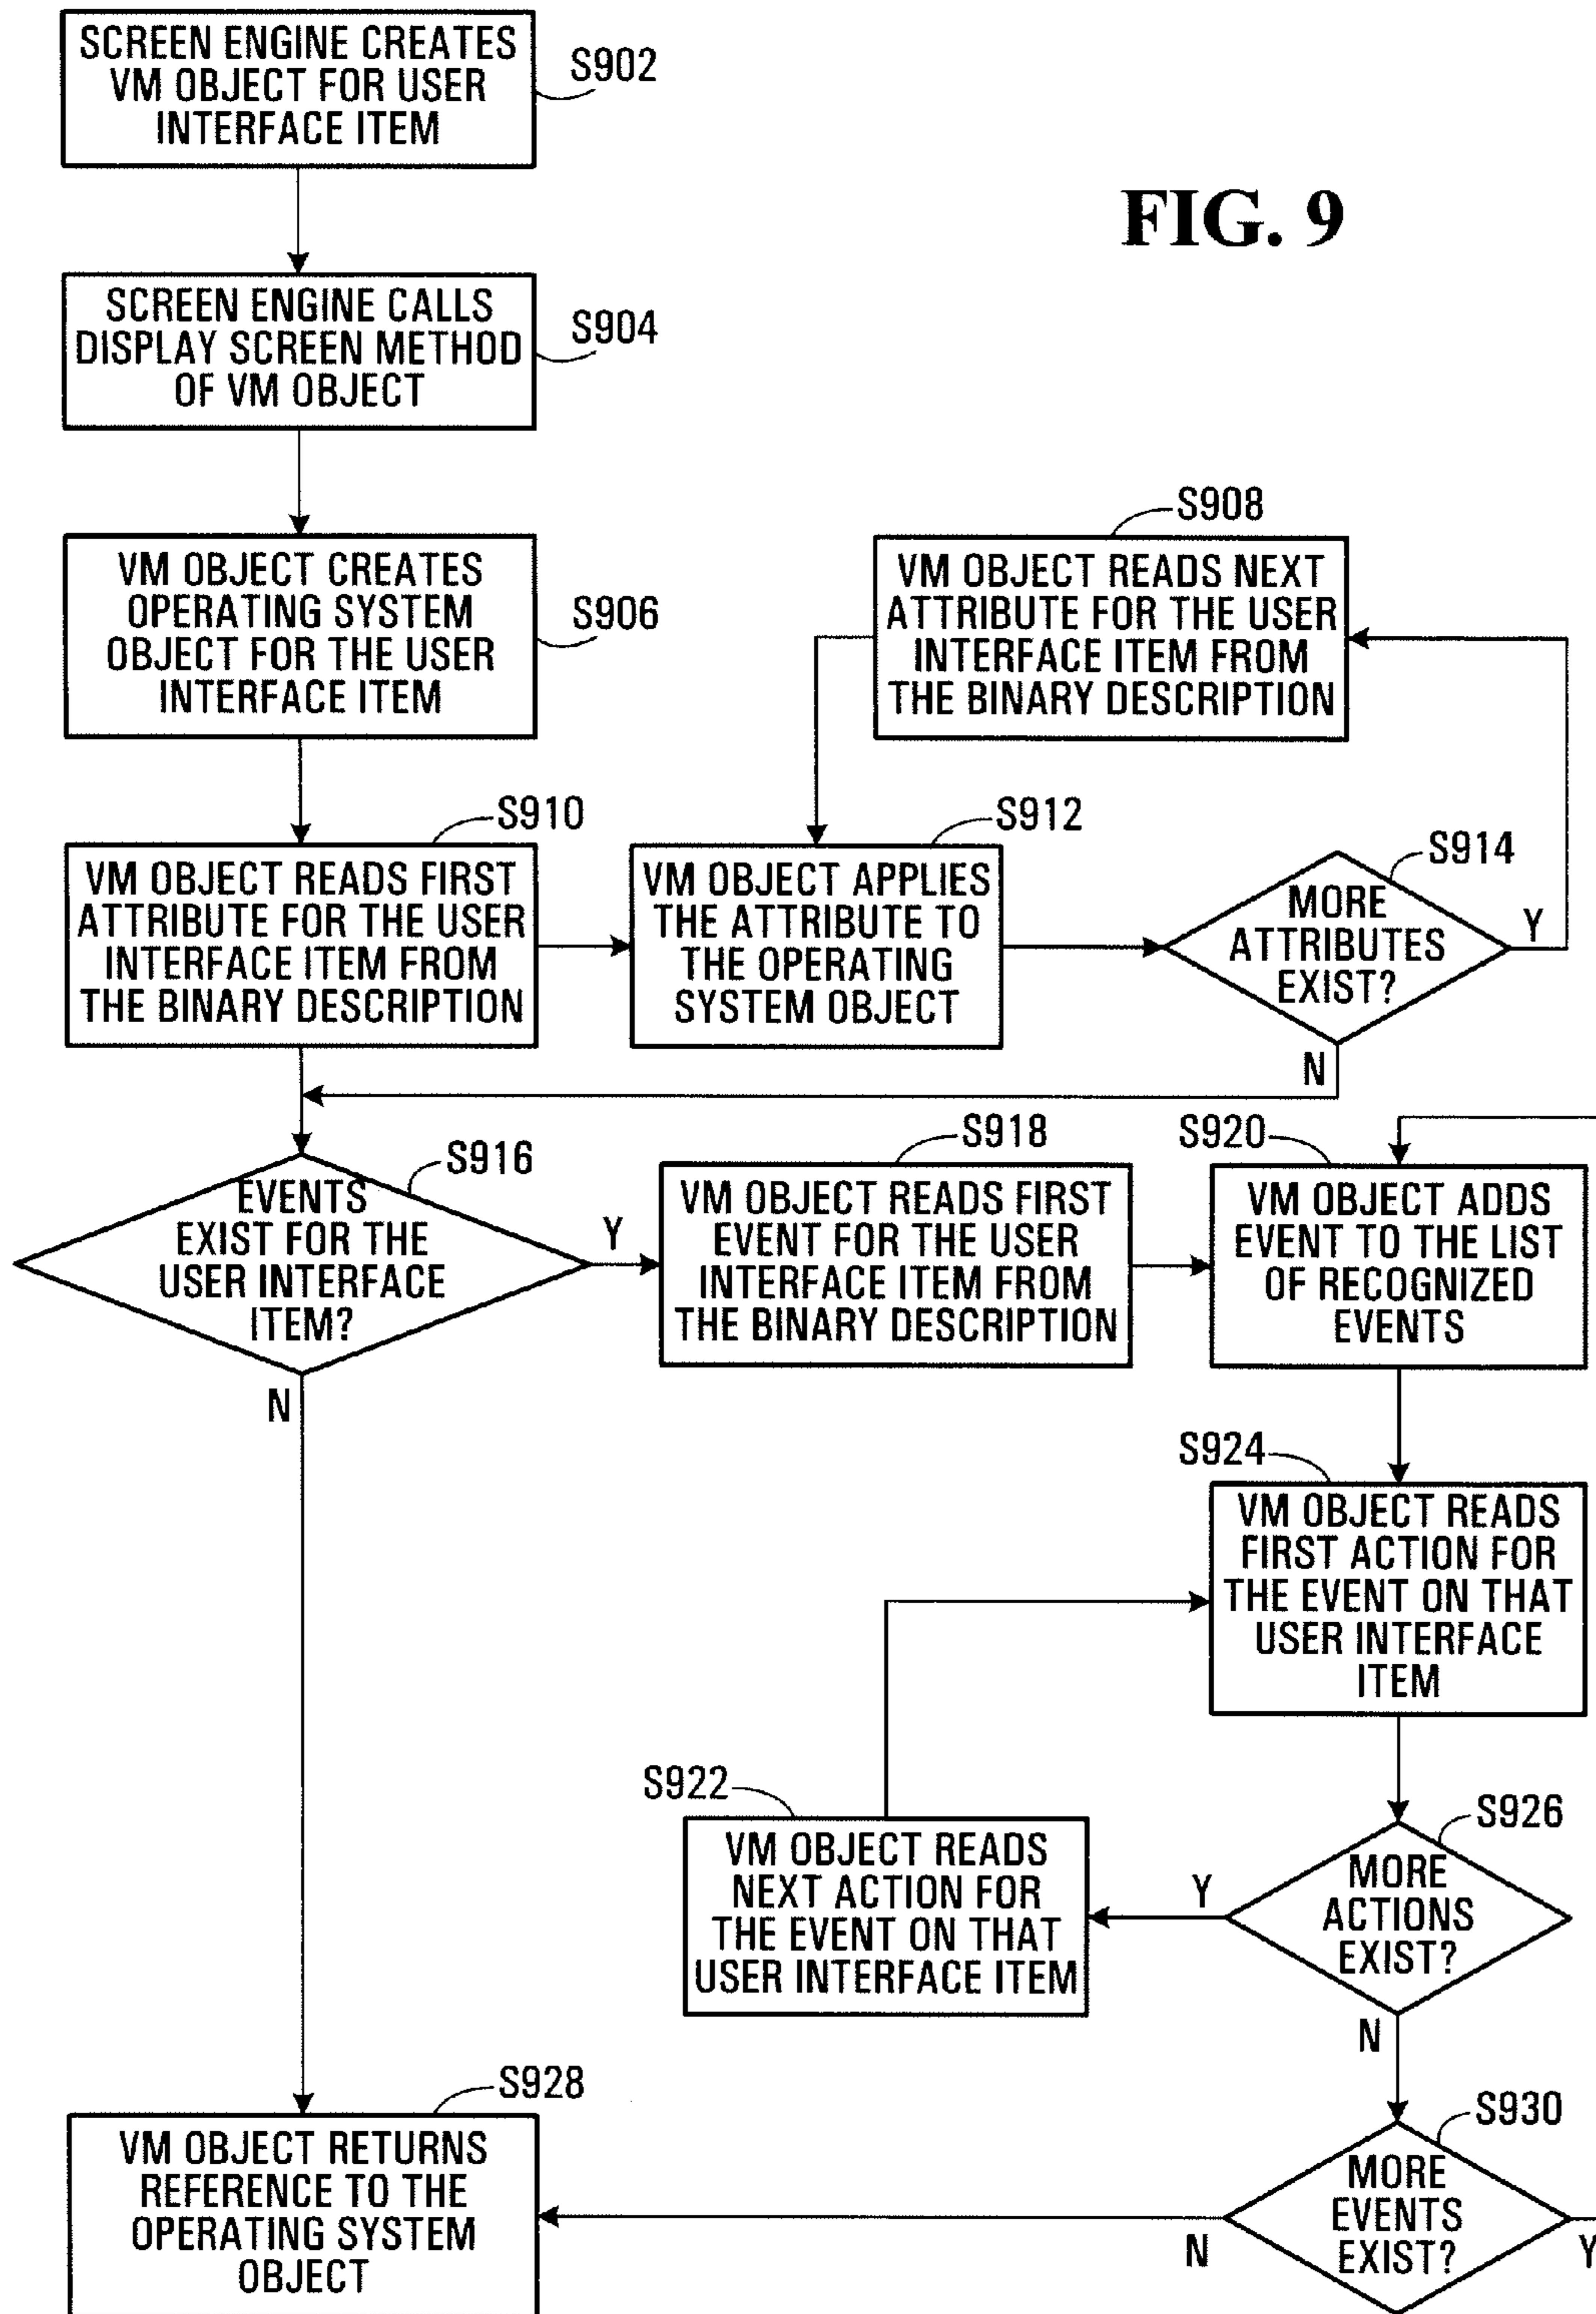 SCREEN ENGINE CREATES
VM OBJECT FOR USER
INTERFACE ITEM
S902
FIG. 9
SCREEN ENGINE CALLS
DISPLAY SCREEN METHOD
OF VM OBJECT
S904
VM OBJECT CREATES
OPERATING SYSTEM
OBJECT FOR THE USER
INTERFACE ITEM
S906
S908
VM OBJECT READS NEXT
ATTRIBUTE FOR THE USER
INTERFACE ITEM FROM
THE BINARY DESCRIPTION
S910
VM OBJECT READS FIRST
ATTRIBUTE FOR THE USER
INTERFACE ITEM FROM
THE BINARY DESCRIPTION
S912
VM OBJECT APPLIES
THE ATTRIBUTE TO
THE OPERATING
SYSTEM OBJECT
S914
MORE
ATTRIBUTES
EXIST?
Y
N
S916
EVENTS
EXIST FOR THE
USER INTERFACE
ITEM?
Y
N
S918
VM OBJECT READS FIRST
EVENT FOR THE USER
INTERFACE ITEM FROM
THE BINARY DESCRIPTION
S920
VM OBJECT ADDS
EVENT TO THE LIST
OF RECOGNIZED
EVENTS
S924
VM OBJECT READS
FIRST ACTION FOR
THE EVENT ON THAT
USER INTERFACE
ITEM
S922
VM OBJECT READS
NEXT ACTION FOR
THE EVENT ON THAT
USER INTERFACE ITEM
S926
MORE
ACTIONS
EXIST?
Y
N
S928
VM OBJECT RETURNS
REFERENCE TO THE
OPERATING SYSTEM
OBJECT
S930
MORE
EVENTS
EXIST?
N
Y